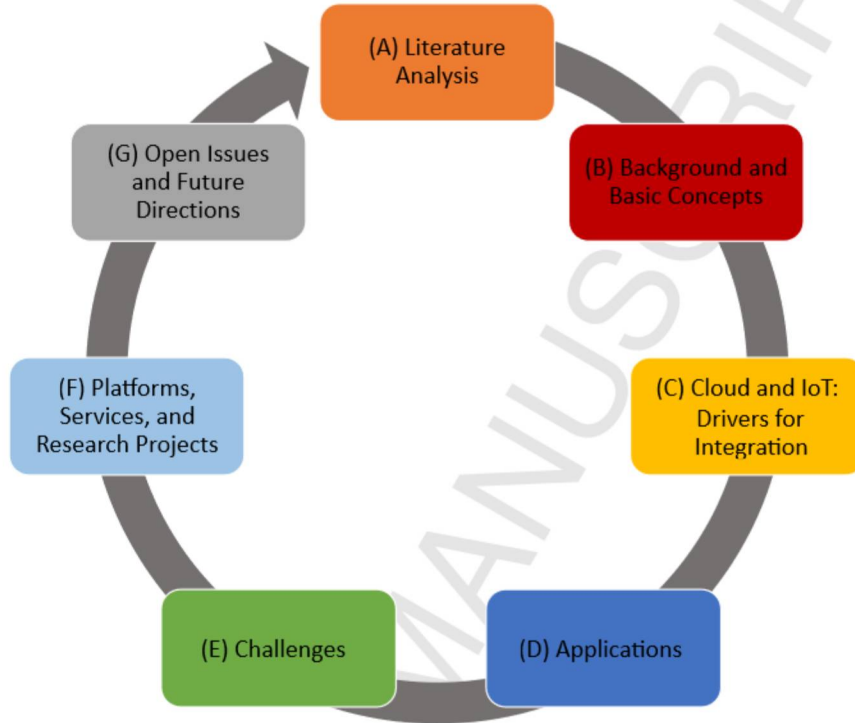 (A) Literature
Analysis
(B) Background and
Basic Concepts
(C) Cloud and IoT:
Drivers for
Integration
(D) Applications
(E) Challenges
(F) Platforms,
Services, and
Research Projects
(G) Open Issues
and Future
Directions
MANUSCRIP